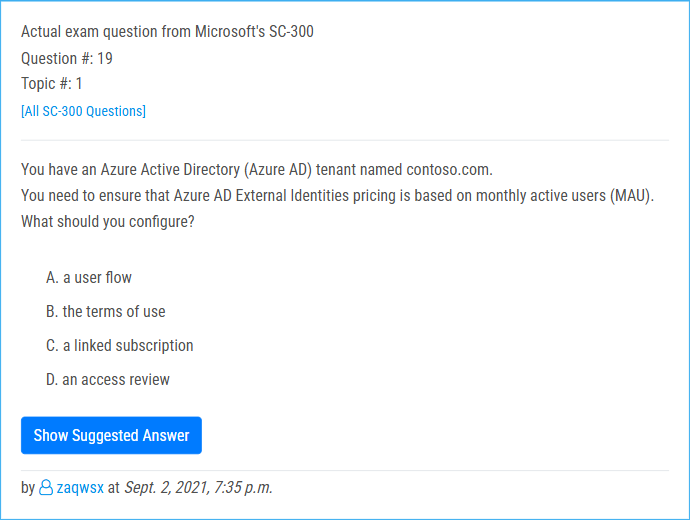 Actual exam question from Microsoft's SC-300
Question #: 19
Topic #: 1
[All SC-300 Questions]
You have an Azure Active Directory (Azure AD) tenant named contoso.com.
You need to ensure that Azure AD External Identities pricing is based on monthly active users (MAU).
What should you configure?
A. a user flow
B. the terms of use
C. a linked subscription
D. an access review
Show Suggested Answer
by zaqwsx at Sept. 2, 2021, 7:35 p.m.